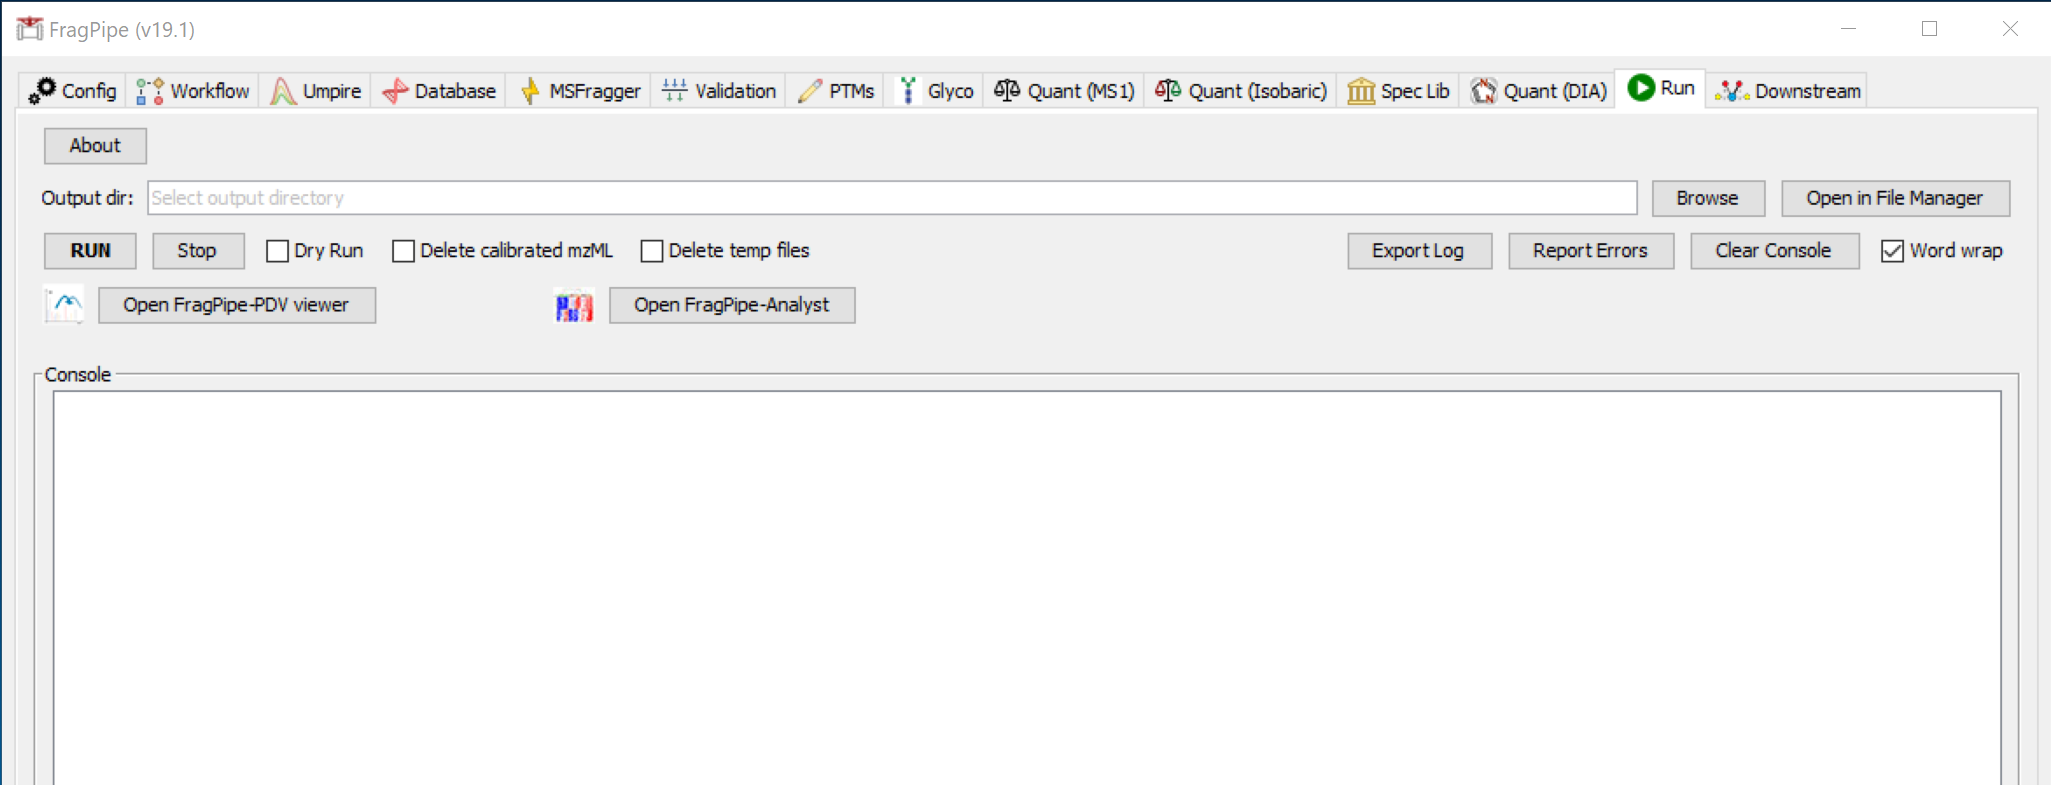 FragPipe (v19.1)
Config Workflow Umpire Database MSFragger Validation PTMs Glyco Quant (MS1) Quant (Isobaric) Spec Lib Quant (DIA) Run Downstream
About
Output dir: Select output directory Browse Open in File Manager
RUN Stop Dry Run Delete calibrated mzML Delete temp files Export Log Report Errors Clear Console Word wrap
Open FragPipe-PDV viewer Open FragPipe-Analyst
Console